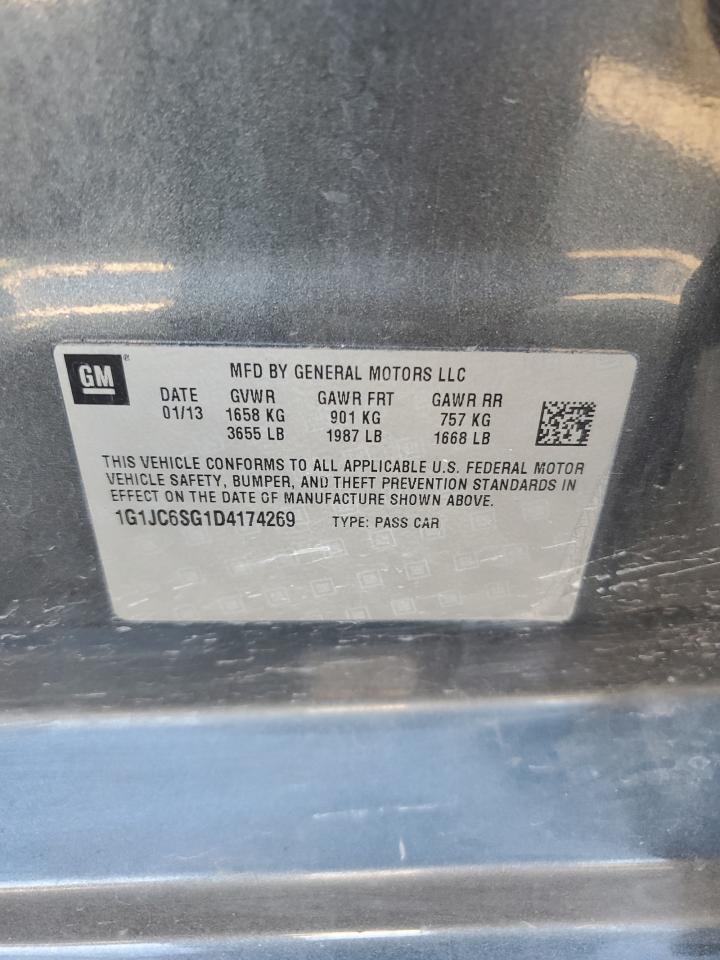 GM®
MFD BY GENERAL MOTORS LLC
DATE GVWR GAWR FRT GAWR RR
01/13 1658 KG 901 KG 757 KG
3655 LB 1987 LB 1668 LB
THIS VEHICLE CONFORMS TO ALL APPLICABLE U.S. FEDERAL MOTOR
VEHICLE SAFETY, BUMPER, AND THEFT PREVENTION STANDARDS IN
EFFECT ON THE DATE OF MANUFACTURE SHOWN ABOVE.
1G1JC6SG1D4174269 TYPE: PASS CAR